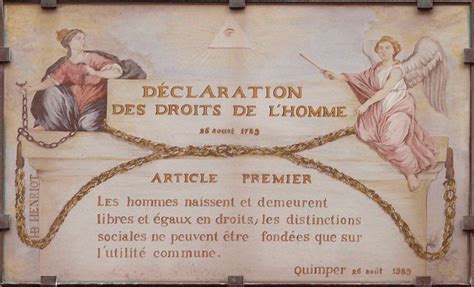 DÉCLARATION
DES DROITS DE L'HOMME
26 août 1789
ARTICLE PREMIER
Les hommes naissent et demeurent
libres et égaux en droits; les distinctions
sociales ne peuvent être fondées que sur
l'utilité commune.
Quimper 26 août 1989
HB HENRIOT